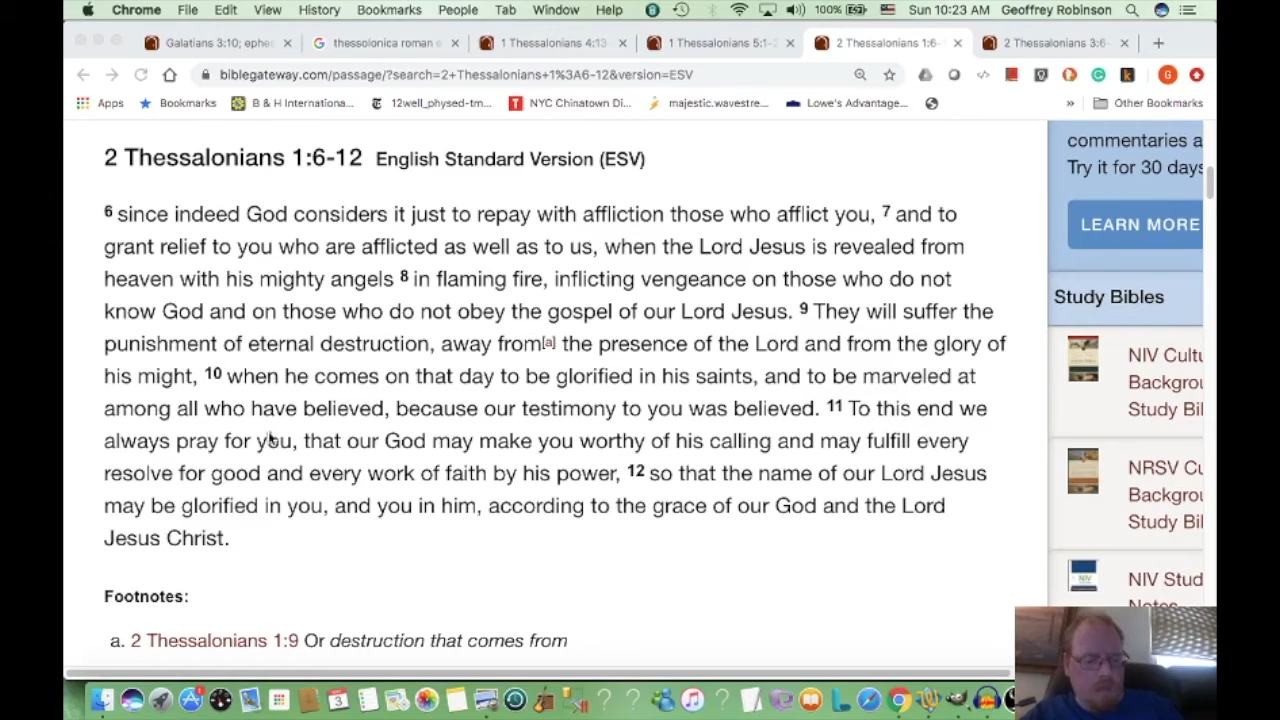 Chrome File Edit View History Bookmarks People Tab Window Help 100% Sun 10:23 AM Geoffrey Robinson
Galatians 3:10; ephe thessolonica roman e 1 Thessalonians 4:13- 1 Thessalonians 5:1-2 2 Thessalonians 1:6- 2 Thessalonians 3:6-
biblegateway.com/passage/?search=2+Thessalonians+1%3A6-12&version=ESV
Apps Bookmarks B & H Internationa... 12well_physed-tm... NYC Chinatown Di... majestic.wavestre... Lowe's Advantage... » Other Bookmarks
2 Thessalonians 1:6-12 English Standard Version (ESV)
6 since indeed God considers it just to repay with affliction those who afflict you, 7 and to
grant relief to you who are afflicted as well as to us, when the Lord Jesus is revealed from
heaven with his mighty angels 8 in flaming fire, inflicting vengeance on those who do not
know God and on those who do not obey the gospel of our Lord Jesus. 9 They will suffer the
punishment of eternal destruction, away from[a] the presence of the Lord and from the glory of
his might, 10 when he comes on that day to be glorified in his saints, and to be marveled at
among all who have believed, because our testimony to you was believed. 11 To this end we
always pray for you, that our God may make you worthy of his calling and may fulfill every
resolve for good and every work of faith by his power, 12 so that the name of our Lord Jesus
may be glorified in you, and you in him, according to the grace of our God and the Lord
Jesus Christ.
Footnotes:
a. 2 Thessalonians 1:9 Or destruction that comes from
commentaries a
Try it for 30 days
LEARN MORE
Study Bibles
NIV Cultu
Backgrou
Study Bil
NRSV Cu
Backgrou
Study Bil
NIV Stud
Notes